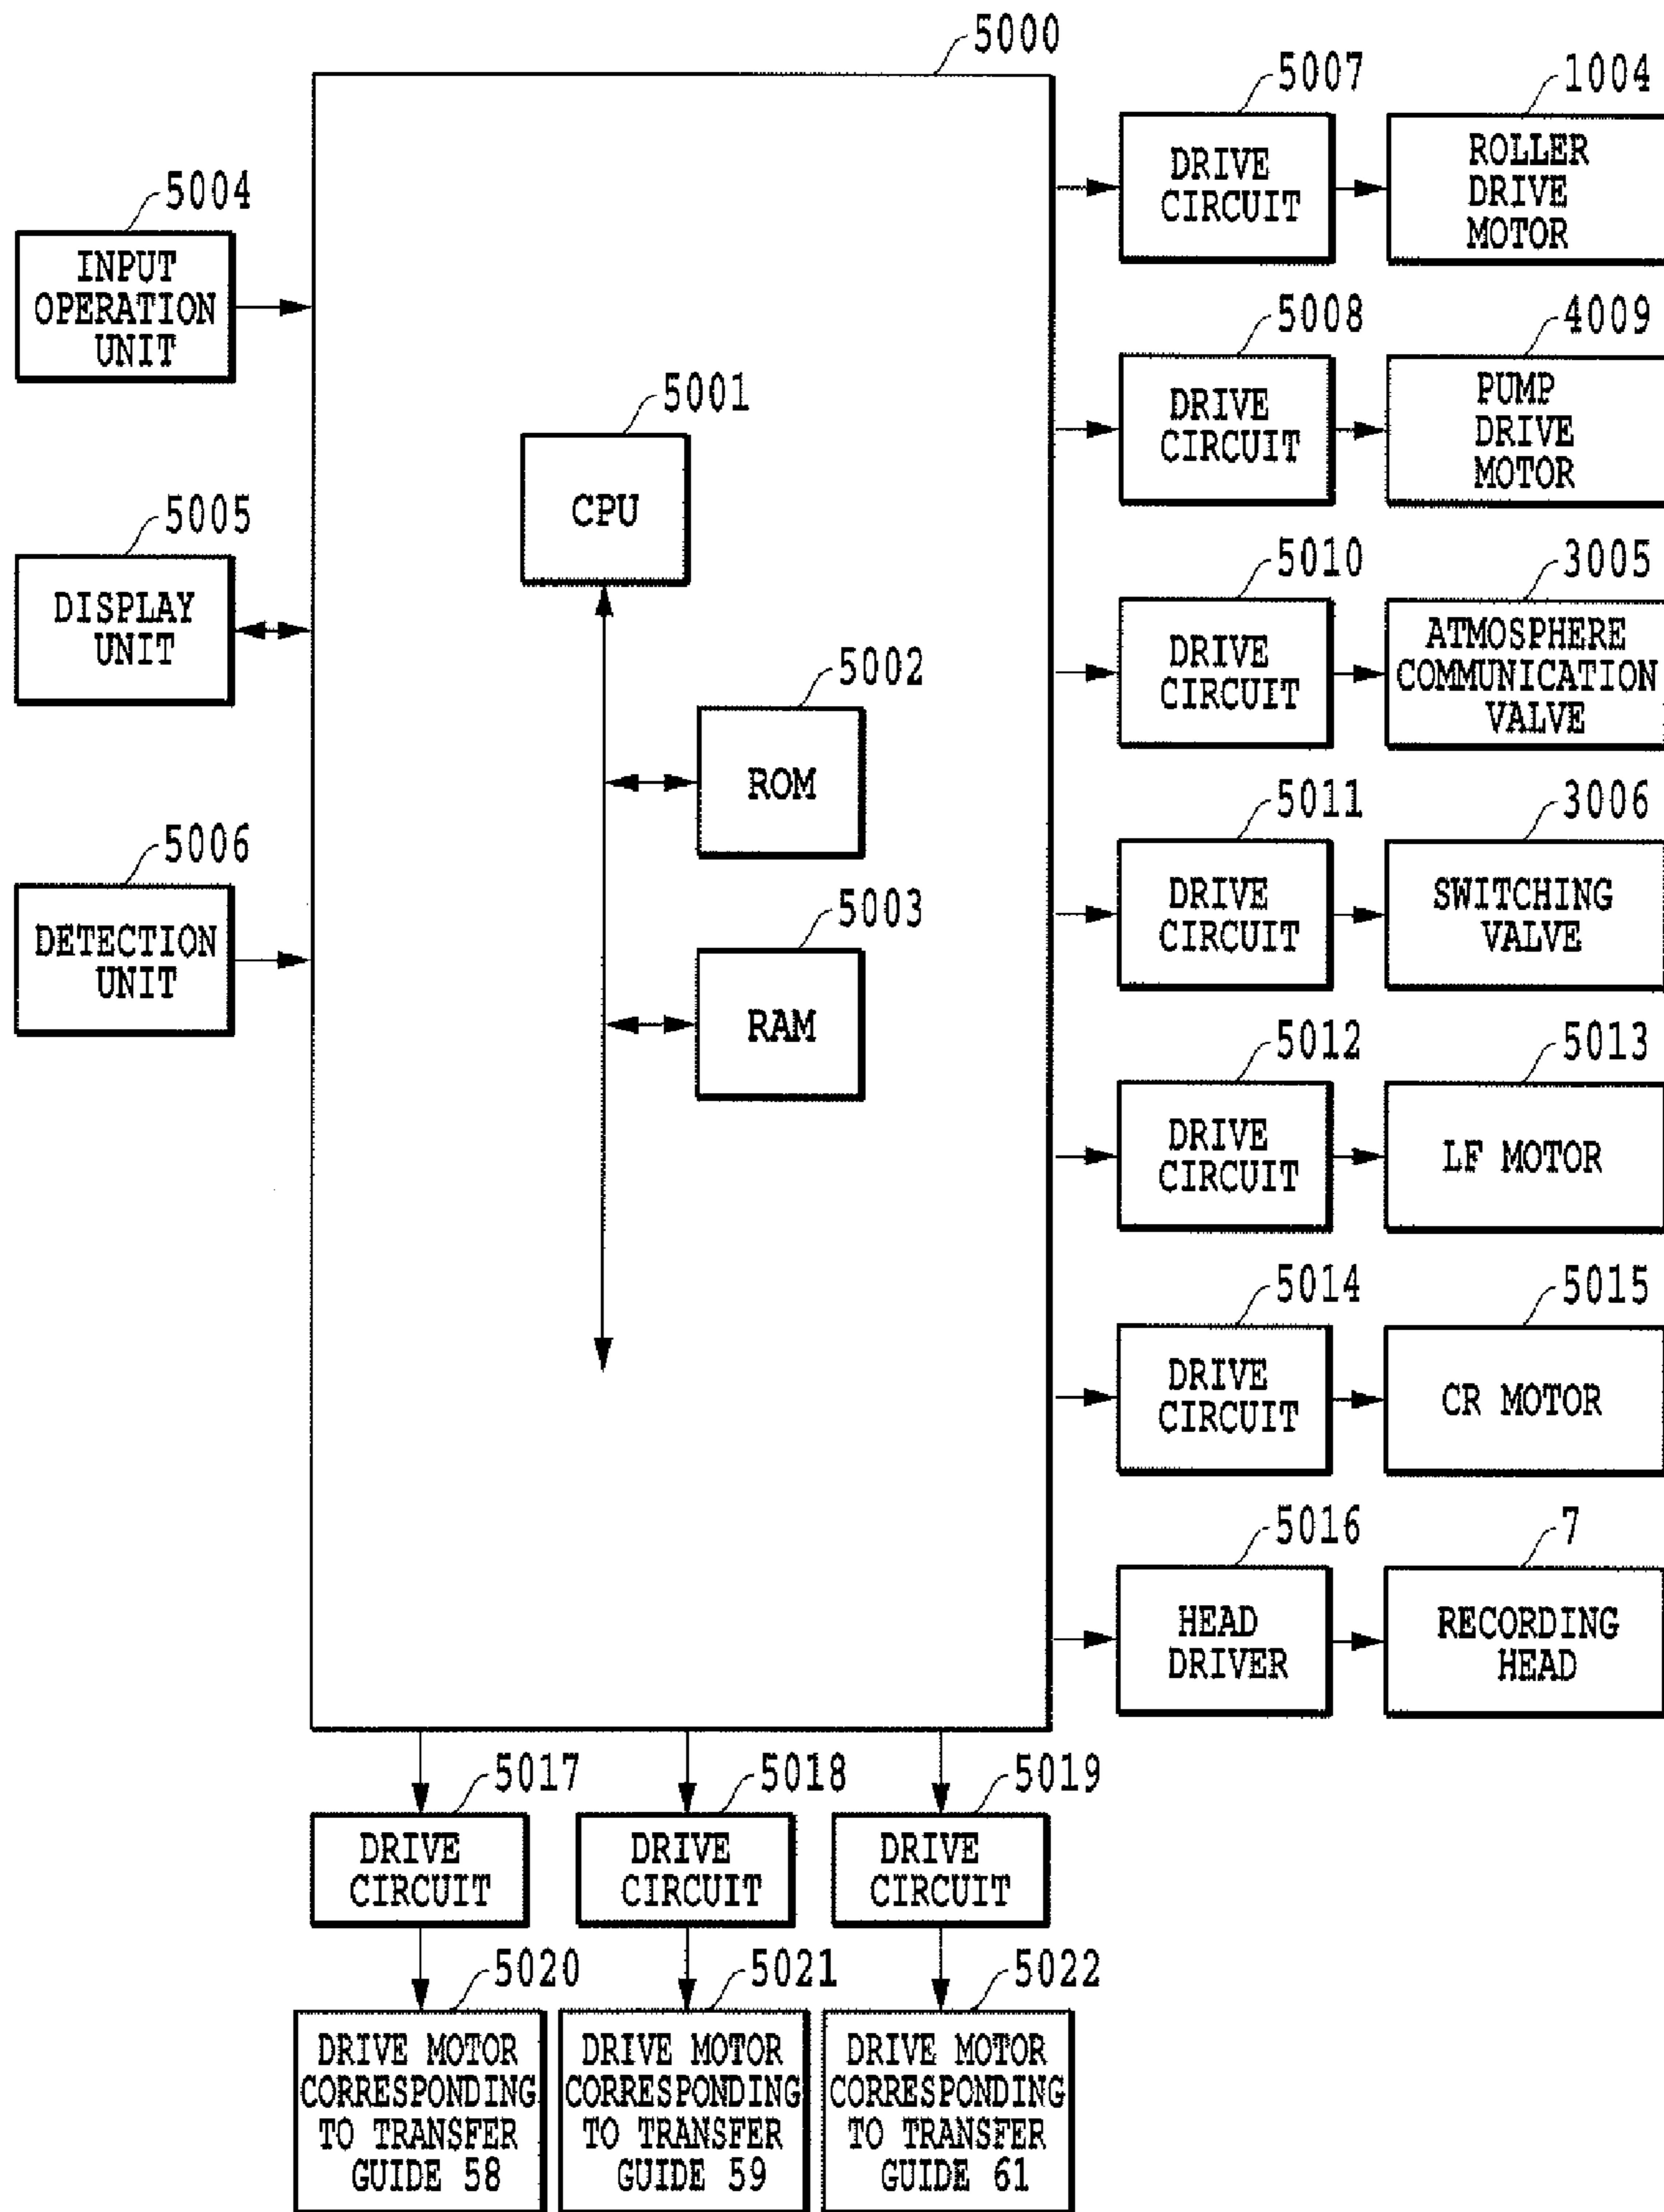 5000
5007
1004
DRIVE
CIRCUIT
ROLLER
DRIVE
MOTOR
5004
INPUT
OPERATION
UNIT
5008
4009
DRIVE
CIRCUIT
PUMP
DRIVE
MOTOR
5001
CPU
5005
DISPLAY
UNIT
5010
3005
DRIVE
CIRCUIT
ATMOSPHERE
COMMUNICATION
VALVE
5002
ROM
5006
DETECTION
UNIT
5011
3006
DRIVE
CIRCUIT
SWITCHING
VALVE
5003
RAM
5012
5013
DRIVE
CIRCUIT
LF MOTOR
5014
5015
DRIVE
CIRCUIT
CR MOTOR
5016
7
HEAD
DRIVER
RECORDING
HEAD
5017
DRIVE
CIRCUIT
5018
DRIVE
CIRCUIT
5019
DRIVE
CIRCUIT
5020
DRIVE MOTOR
CORRESPONDING
TO TRANSFER
GUIDE 58
5021
DRIVE MOTOR
CORRESPONDING
TO TRANSFER
GUIDE 59
5022
DRIVE MOTOR
CORRESPONDING
TO TRANSFER
GUIDE 61